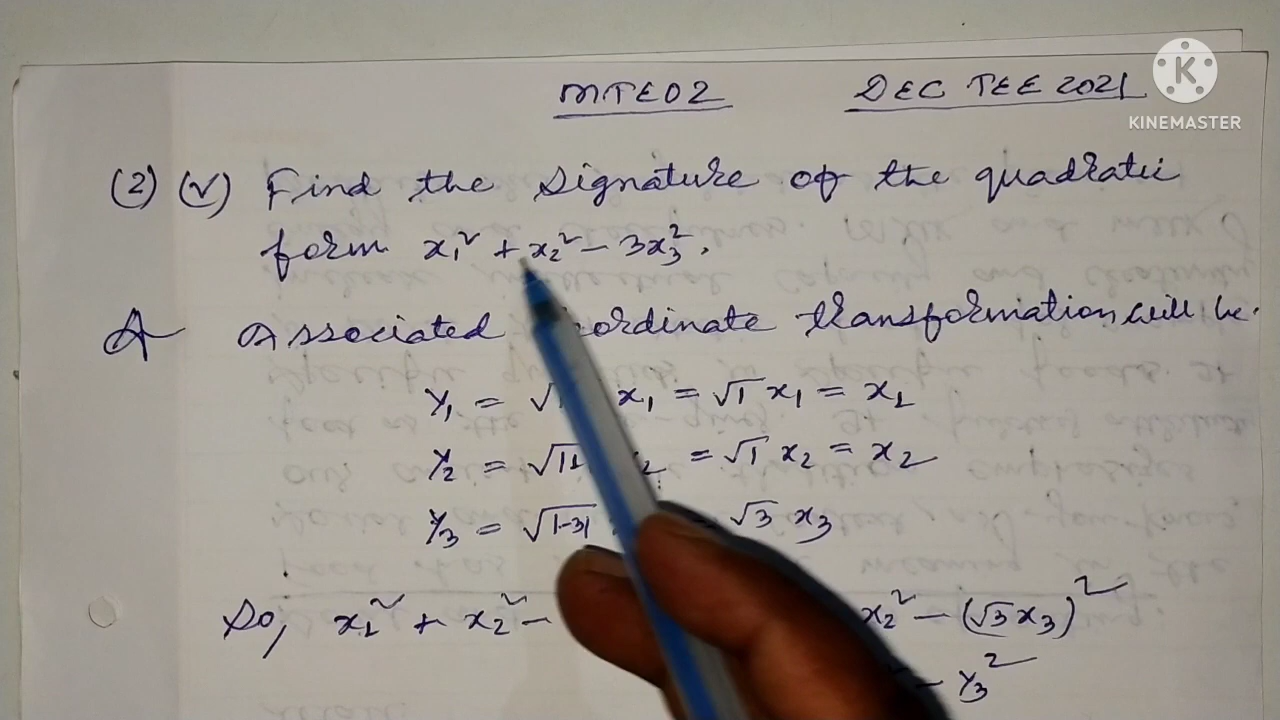 MTE02 DEC TEE 2021
KINEMASTER
(2) (v) Find the signature of the quadratic
form x₁² + x₂² – 3x₃².
A Associated coordinate transformation will be.
y₁ = √ x₁ = √1 x₁ = x₁
y₂ = √|1 = √1 x₂ = x₂
y₃ = √|-3| √3 x₃
So, x₁² + x₂² – x₂² – (√3 x₃)²
– y₃²